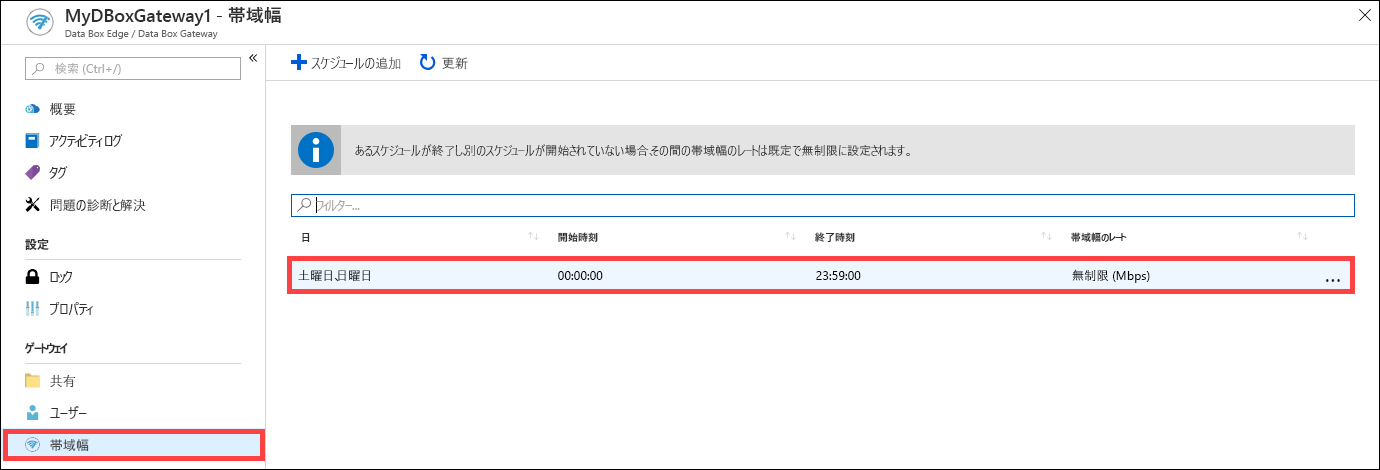 MyDBoxGateway1 - 帯域幅
Data Box Edge / Data Box Gateway
検索 (Ctrl+/)
概要
アクティビティログ
タグ
問題の診断と解決
設定
ロック
プロパティ
ゲートウェイ
共有
ユーザー
帯域幅
スケジュールの追加 更新
あるスケジュールが終了し別のスケジュールが開始されていない場合、その間の帯域幅のレートは既定で無制限に設定されます。
フィルター...
日 開始時刻 終了時刻 帯域幅のレート
土曜日,日曜日 00:00:00 23:59:00 無制限 (Mbps) ...